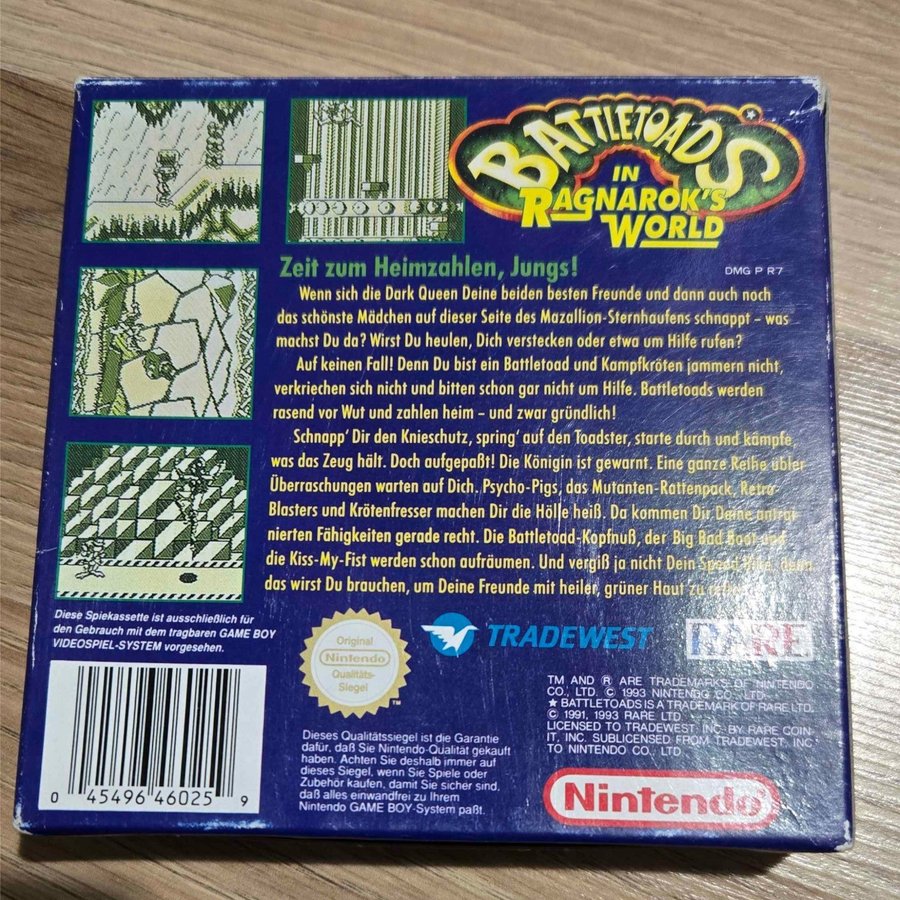 BATTLETOADS
IN
RAGNAROK'S
WORLD
DMG P R7
Zeit zum Heimzahlen, Jungs!
Wenn sich die Dark Queen Deine beiden besten Freunde und dann auch noch
das schönste Mädchen auf dieser Seite des Mazallion-Sternhaufens schnappt – was
machst Du da? Wirst Du heulen, Dich verstecken oder etwa um Hilfe rufen?
Auf keinen Fall! Denn Du bist ein Battletoad und Kampfkröten jammern nicht,
verkriechen sich nicht und bitten schon gar nicht um Hilfe. Battletoads werden
rasend vor Wut und zahlen heim – und zwar gründlich!
Schnapp' Dir den Knieschutz, spring' auf den Toadster, starte durch und kämpfe,
was das Zeug hält. Doch aufgepaßt! Die Königin ist gewarnt. Eine ganze Reihe übler
Überraschungen warten auf Dich. Psycho-Pigs, das Mutanten-Rattenpack, Retro-
Blasters und Krötenfresser machen Dir die Hölle heiß. Da kommen Dir Deine antrai-
nierten Fähigkeiten gerade recht. Die Battletoad-Kopfnuß, der Big Bad Boot und
die Kiss-My-Fist werden schon aufräumen. Und vergiß ja nicht Dein Speed Bike, denn
das wirst Du brauchen, um Deine Freunde mit heiler, grüner Haut zu
Diese Spiekassette ist ausschließlich für
den Gebrauch mit dem tragbaren GAME BOY
VIDEOSPIEL-SYSTEM vorgesehen.
Original
Nintendo
Qualitäts-
Siegel
TM
TRADEWEST
RARE
Dieses Qualitätssiegel ist die Garantie
dafür, daß Sie Nintendo-Qualität gekauft
haben. Achten Sie deshalb immer auf
dieses Siegel, wenn Sie Spiele oder
Zubehör kaufen, damit Sie sicher sind,
daß alles einwandfrei zu Ihrem
Nintendo GAME BOY-System paßt.
TM AND ® ARE TRADEMARKS OF NINTENDO
CO., LTD. © 1993 NINTENDO CO., LTD.
★ BATTLETOADS IS A TRADEMARK OF RARE LTD.
© 1991, 1993 RARE LTD.
LICENSED TO TRADEWEST, INC. BY RARE COIN-
IT, INC. SUBLICENSED FROM TRADEWEST, INC.
TO NINTENDO CO., LTD.
Nintendo®
0 45496 46025 9